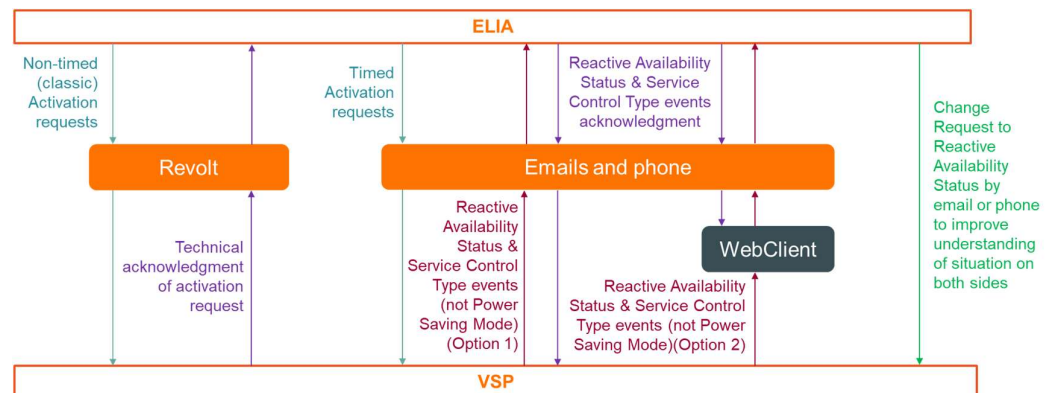 ELIA
Non-timed
(classic)
Activation
requests
Timed
Activation
requests
Reactive Availability
Status & Service
Control Type events
acknowledgment
Change
Request to
Reactive
Availability
Status by
email or phone
to improve
understanding
of situation on
both sides
Revolt
Emails and phone
Technical
acknowledgment
of activation
request
Reactive
Availability
Status &
Service Control
Type events
(not Power
Saving Mode)
(Option 1)
WebClient
Reactive Availability
Status & Service Control
Type events (not Power
Saving Mode)(Option 2)
VSP